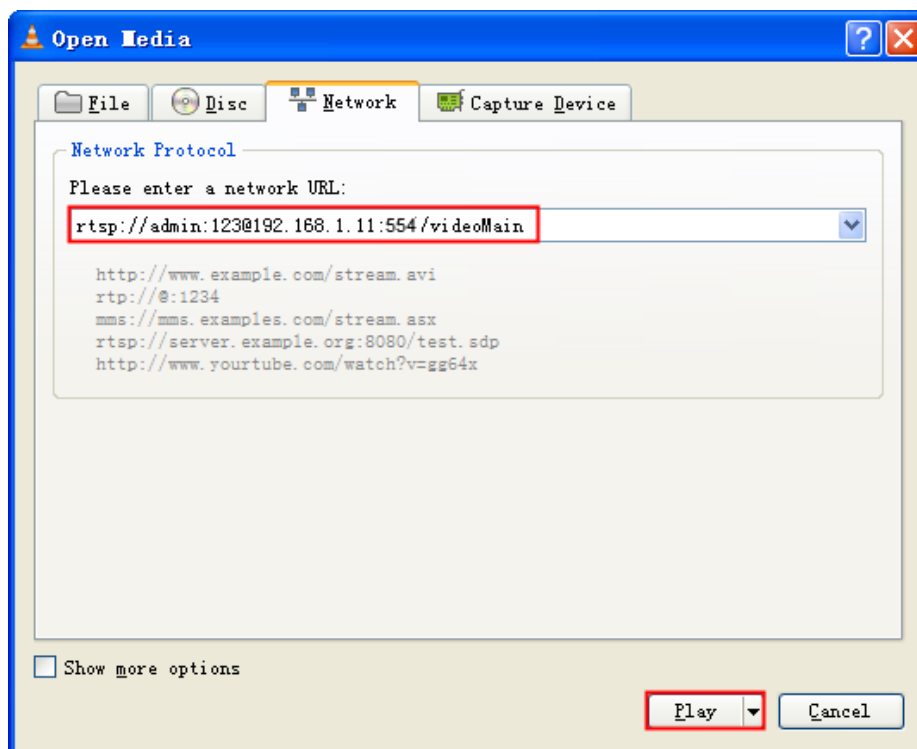 Open Media
File
Disc
Network
Capture Device
Network Protocol
Please enter a network URL:
rtsp://admin:123@192.168.1.11:554/videoMain
http://www.example.com/stream.avi
rtp://@:1234
mms://mms.examples.com/stream.asx
rtsp://server.example.org:8080/test.sdp
http://www.yourtube.com/watch?v=gg64x
Show more options
Play
Cancel